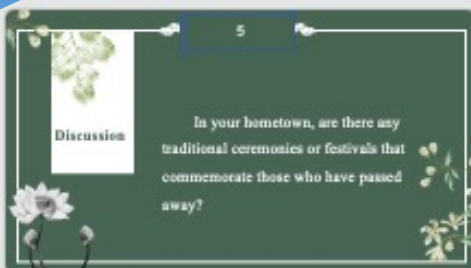 5
Discussion
In your hometown, are there any
traditional ceremonies or festivals that
commemorate those who have passed
away?